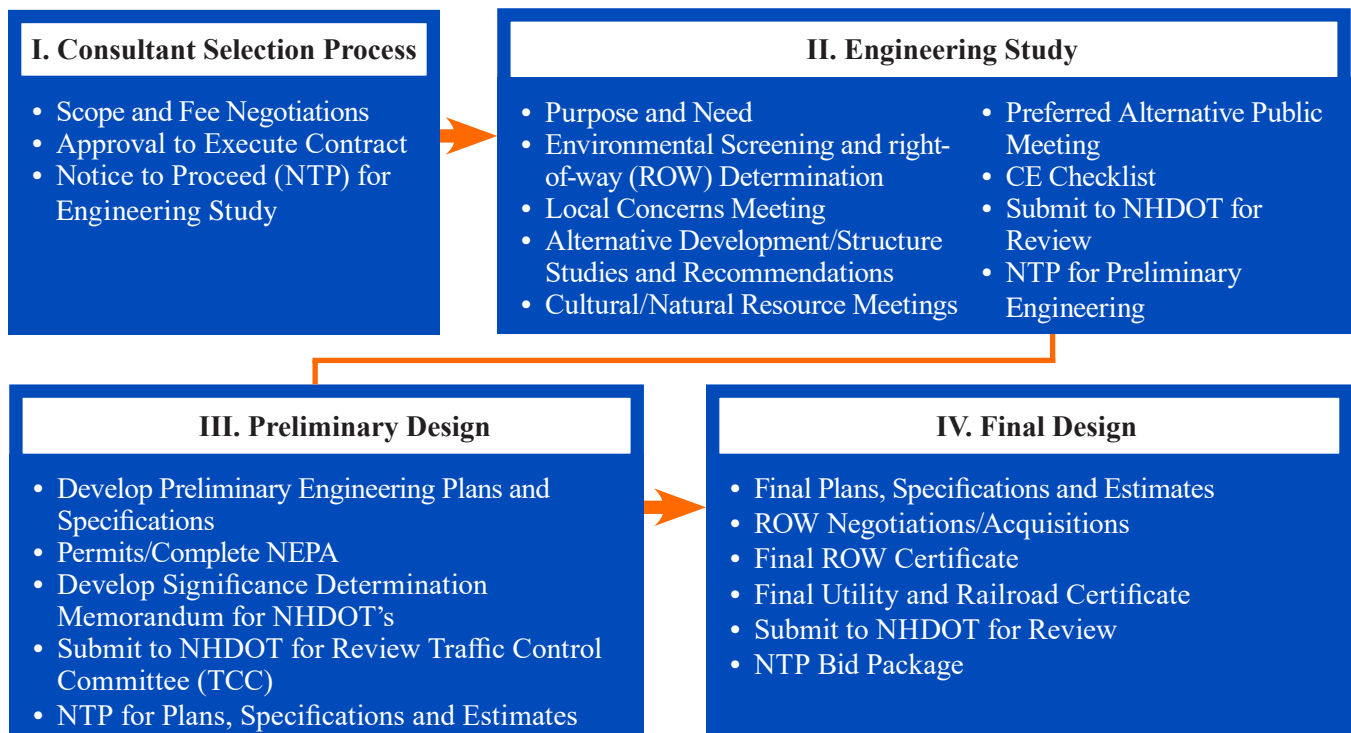 I. Consultant Selection Process
• Scope and Fee Negotiations
• Approval to Execute Contract
• Notice to Proceed (NTP) for
Engineering Study
II. Engineering Study
• Purpose and Need
• Environmental Screening and right-
of-way (ROW) Determination
• Local Concerns Meeting
• Alternative Development/Structure
Studies and Recommendations
• Cultural/Natural Resource Meetings
• Preferred Alternative Public
Meeting
• CE Checklist
• Submit to NHDOT for
Review
• NTP for Preliminary
Engineering
III. Preliminary Design
• Develop Preliminary Engineering Plans and
Specifications
• Permits/Complete NEPA
• Develop Significance Determination
Memorandum for NHDOT’s
• Submit to NHDOT for Review Traffic Control
Committee (TCC)
• NTP for Plans, Specifications and Estimates
IV. Final Design
• Final Plans, Specifications and Estimates
• ROW Negotiations/Acquisitions
• Final ROW Certificate
• Final Utility and Railroad Certificate
• Submit to NHDOT for Review
• NTP Bid Package